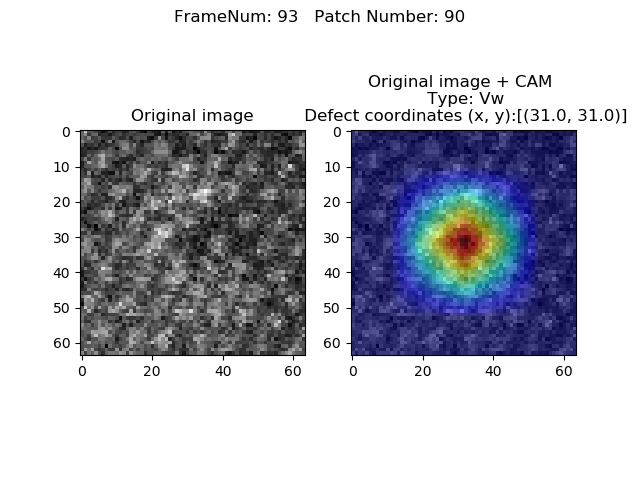 FrameNum: 93   Patch Number: 90
Original image
Original image + CAM
Type: Vw
Defect coordinates (x, y):[(31.0, 31.0)]
0
10
20
30
40
50
60
0 20 40 60
0
10
20
30
40
50
60
0 20 40 60